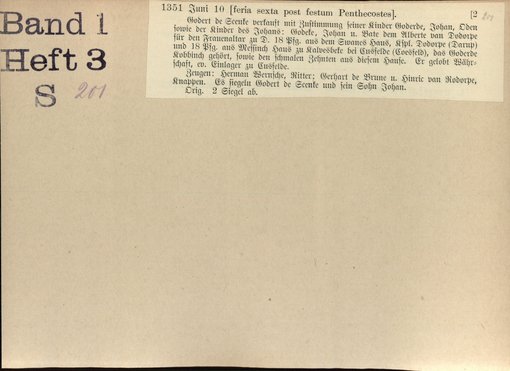 Band 1
Heft 3
S 201
1351 Juni 10 [feria sexta post festum Penthecostes]. [2
Godert de Scenke verkauft mit Zustimmung seiner Kinder Goderde, Johan, Oden
sowie der Kinder des Johans: Godeke, Johan u. Bate dem Alberte van Dodorpe
für den Frauenaltar zu D. 18 Pfg. aus dem Swanes Haus, Kspl. Dodorpe (Darup)
und 18 Pfg. aus Messinch Haus zu Kalvesbeke bei Cusfelde (Coesfeld), das Goderde
Kobbinch gehört, sowie den schmalen Zehnten aus diesem Hause. Er gelobt Währ-
schaft, ev. Einlager zu Cusfelde.
Zeugen: Herman Wernsche, Ritter; Gerhart de Brune u. Hinric van Rodorpe,
Knappen. Es siegeln Godert de Scenke und sein Sohn Johan.
Orig. 2 Siegel ab.